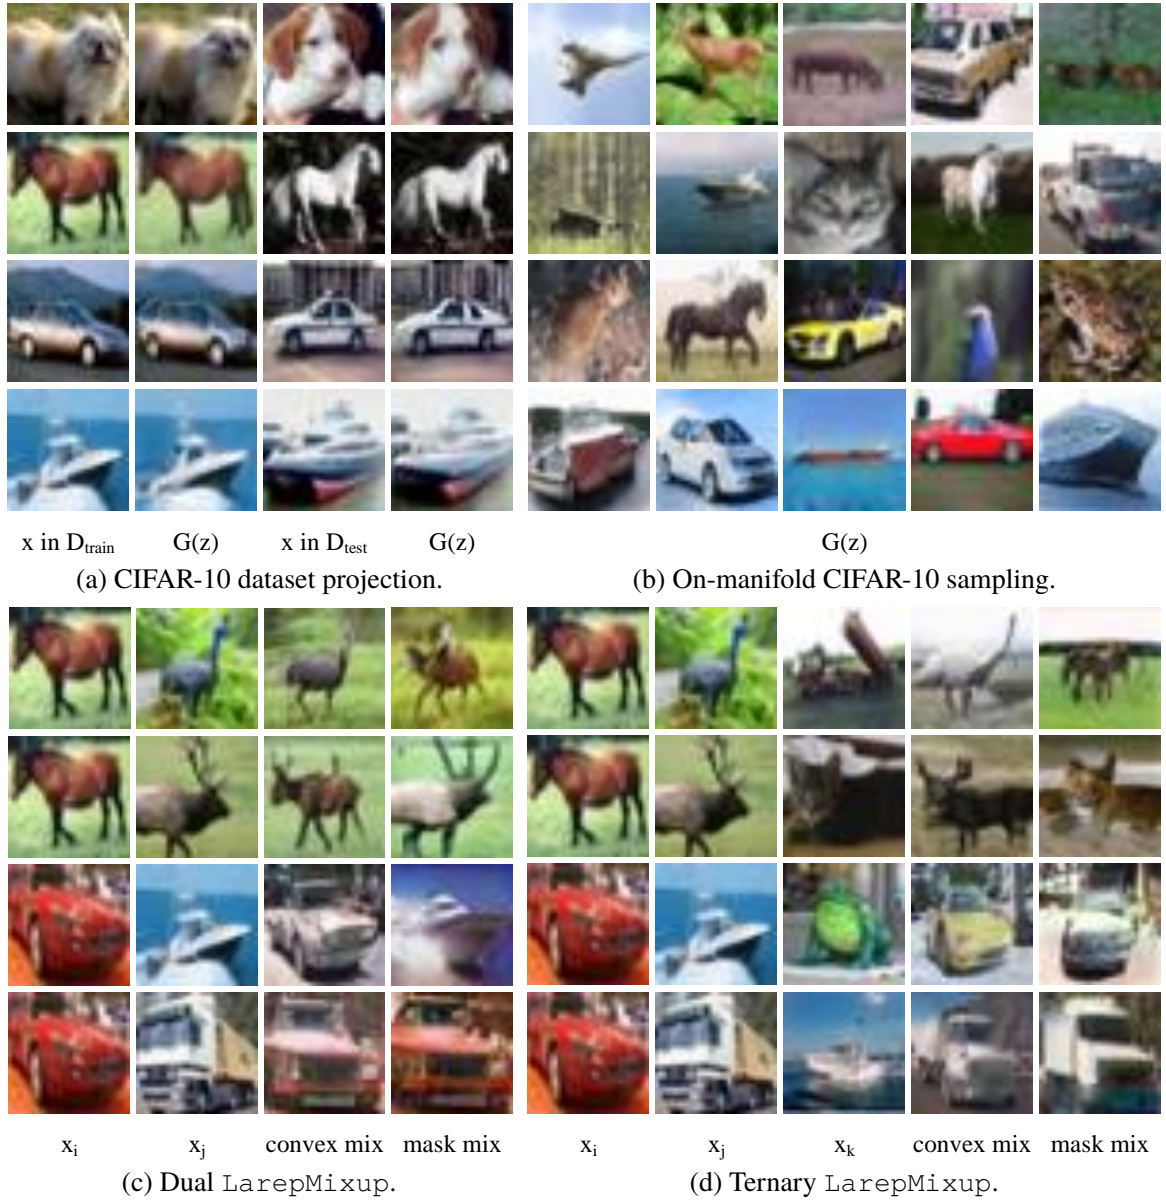 x in D_train G(z) x in D_test G(z)
(a) CIFAR-10 dataset projection.
G(z)
(b) On-manifold CIFAR-10 sampling.
x_i x_j convex mix mask mix
(c) Dual LarepMixup.
x_i x_j x_k convex mix mask mix
(d) Ternary LarepMixup.